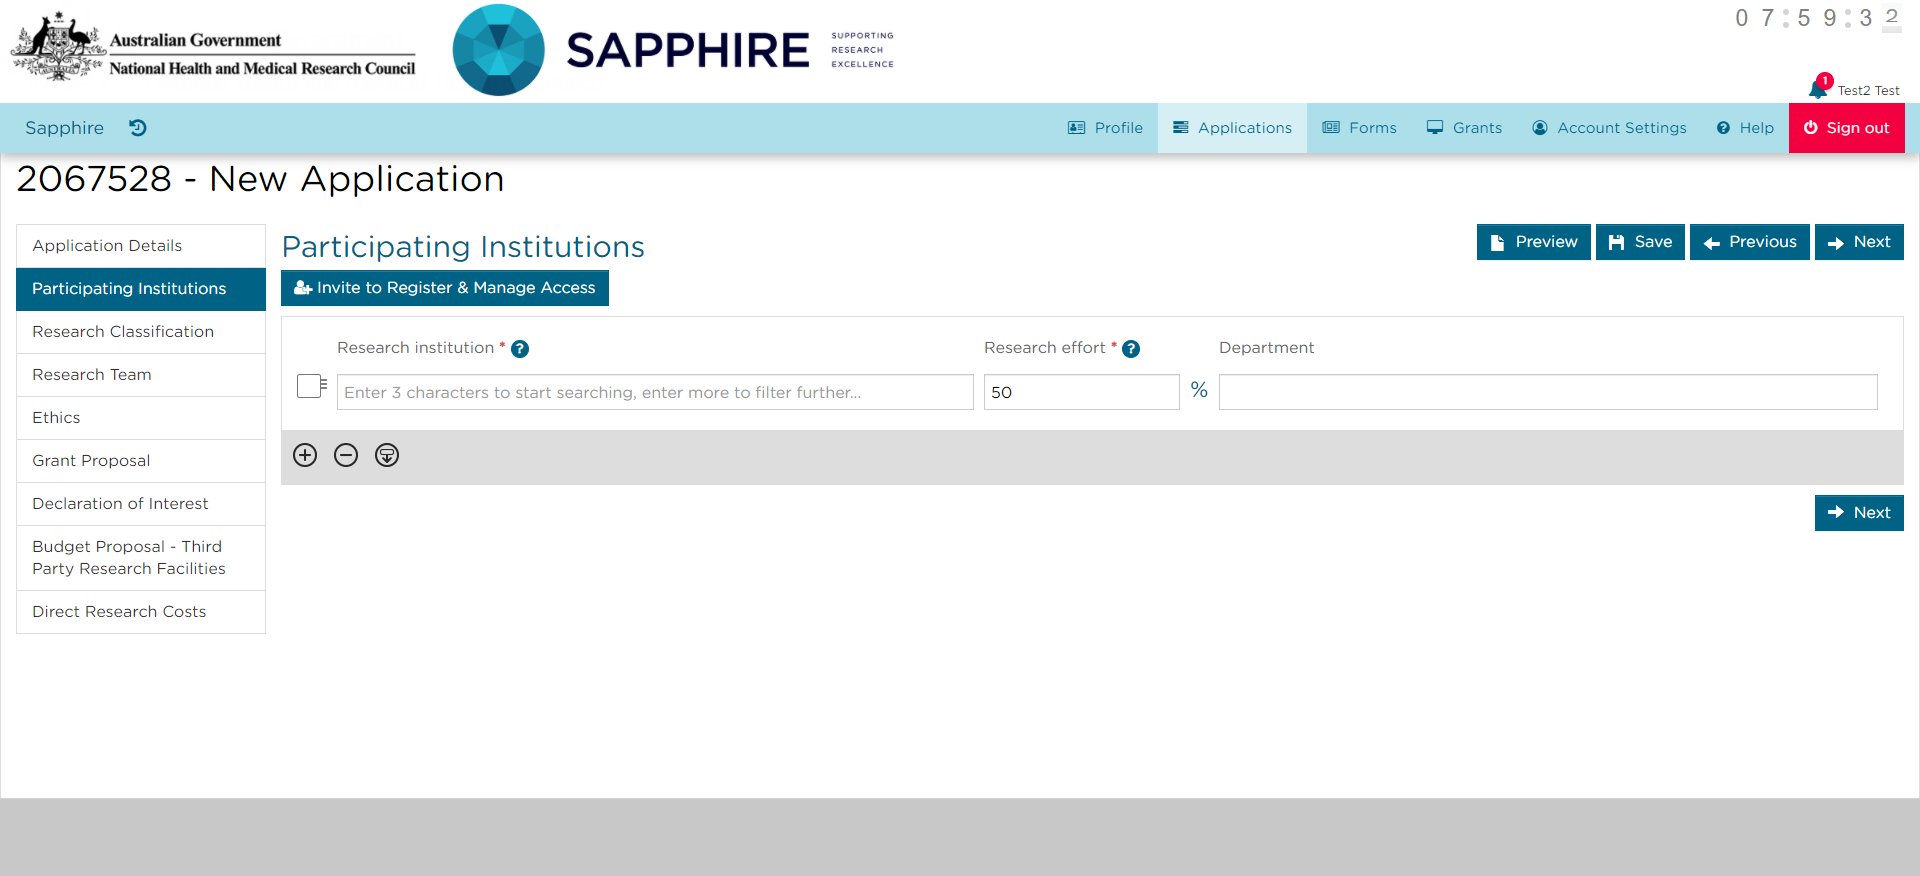 Australian Government
National Health and Medical Research Council
SAPPHIRE
SUPPORTING
RESEARCH
EXCELLENCE
07:59:32
1
Test2 Test
Sapphire
Profile
Applications
Forms
Grants
Account Settings
Help
Sign out
2067528 - New Application
Application Details
Participating Institutions
Research Classification
Research Team
Ethics
Grant Proposal
Declaration of Interest
Budget Proposal - Third
Party Research Facilities
Direct Research Costs
Participating Institutions
Preview
Save
Previous
Next
Invite to Register & Manage Access
Research institution * ?
Research effort * ?
Department
Enter 3 characters to start searching, enter more to filter further...
50
%
Next